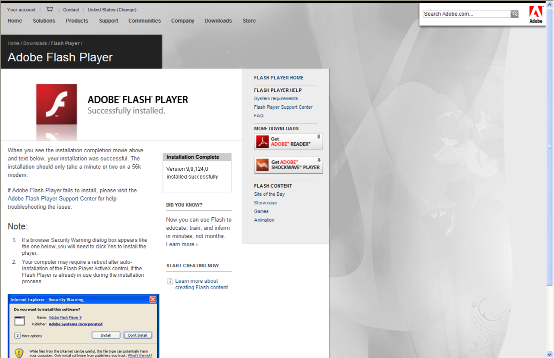 Your account
Contact
United States (Change)
Home
Solutions
Products
Support
Communities
Company
Downloads
Store
Search Adobe.com...
Adobe
Home / Downloads / Flash Player /
Adobe Flash Player
ADOBE® FLASH® PLAYER
Successfully installed.
When you see the installation completion movie above
and text below, your installation was successful. The
installation should only take a minute or two on a 56k
modem.
If Adobe Flash Player fails to install, please visit the
Adobe Flash Player Support Center for help
troubleshooting the issue.
Note:
1. If a browser Security Warning dialog box appears like
the one below, you will need to click Yes to install the
player.
2. Your computer may require a reboot after auto-
installation of the Flash Player ActiveX control, if the
Flash Player is already in use during the installation
process.
Internet Explorer - Security Warning
Do you want to install this software?
Name: Adobe Flash Player 9
Publisher: Adobe Systems Incorporated
More options
Install
Don't Install
While files from the Internet can be useful, this file type can potentially harm
Installation Complete
Version 9,0,124,0
installed successfully
DID YOU KNOW?
Now you can use Flash to
educate, train, and inform
in minutes, not months.
Learn more ›
START CREATING NOW
Learn more about
creating Flash content
FLASH PLAYER HOME
FLASH PLAYER HELP
System requirements
Flash Player Support Center
FAQ
MORE DOWNLOADS
Get
ADOBE® READER®
Get ADOBE®
SHOCKWAVE® PLAYER
FLASH CONTENT
Site of the Day
Showcase
Games
Animation